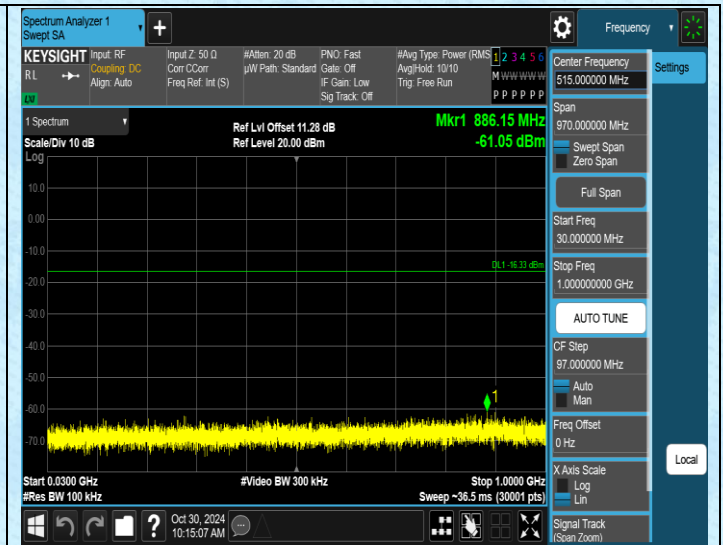 Spectrum Analyzer 1
Swept SA
+
Frequency
KEYSIGHT
RL
LXI
Input: RF
Coupling: DC
Align: Auto
Input Z: 50 Ω
Corr CCorr
Freq Ref: Int (S)
#Atten: 20 dB
µW Path: Standard
PNO: Fast
Gate: Off
IF Gain: Low
Sig Track: Off
#Avg Type: Power (RMS
Avg|Hold: 10/10
Trig: Free Run
1 2 3 4 5 6
M W W W W W
P P P P P P
Center Frequency
515.000000 MHz
Settings
Span
970.000000 MHz
Swept Span
Zero Span
Full Span
Start Freq
30.000000 MHz
Stop Freq
1.000000000 GHz
AUTO TUNE
CF Step
97.000000 MHz
Auto
Man
Freq Offset
0 Hz
X Axis Scale
Log
Lin
Signal Track
(Span Zoom)
Local
1 Spectrum
Scale/Div 10 dB
Log
Ref Lvl Offset 11.28 dB
Ref Level 20.00 dBm
Mkr1 886.15 MHz
-61.05 dBm
10.0
0.00
-10.0
DL1 -16.33 dBm
-20.0
-30.0
-40.0
-50.0
-60.0
1
-70.0
Start 0.0300 GHz
#Res BW 100 kHz
#Video BW 300 kHz
Stop 1.0000 GHz
Sweep ~36.5 ms (30001 pts)
?
Oct 30, 2024
10:15:07 AM